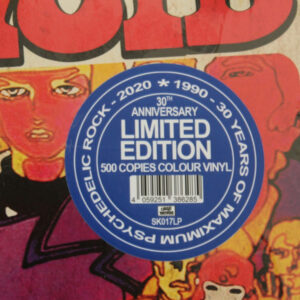 1990 - 30 YEARS OF MAXIMUM PSYCHEDELIC ROCK - 2020 *
30TH
ANNIVERSARY
LIMITED
EDITION
500 COPIES COLOUR VINYL
4 059251 386285
SK017LP